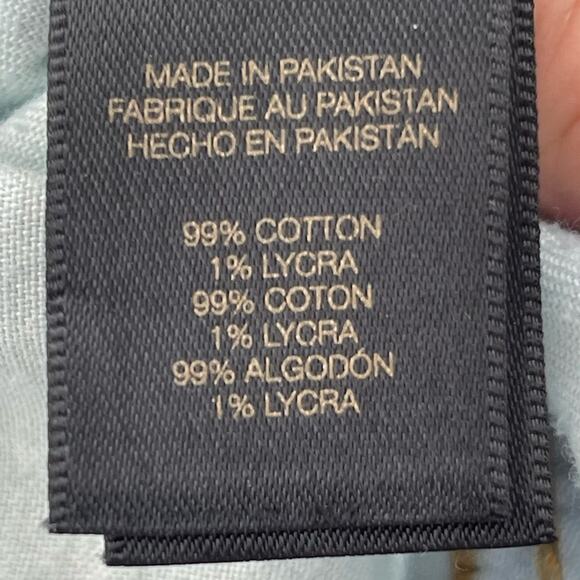 MADE IN PAKISTAN
FABRIQUE AU PAKISTAN
HECHO EN PAKISTÁN
99% COTTON
1% LYCRA
99% COTON
1% LYCRA
99% ALGODÓN
1% LYCRA